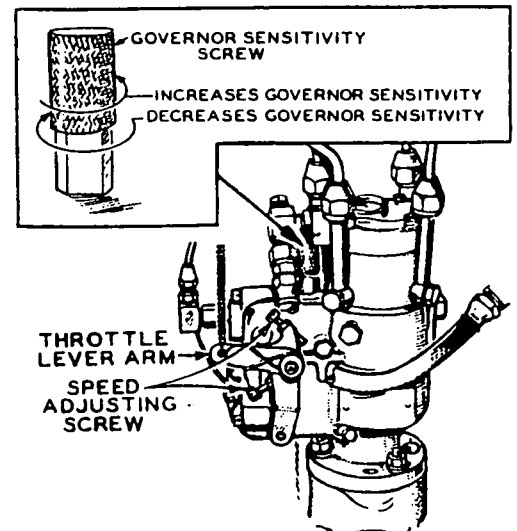 GOVERNOR SENSITIVITY
SCREW
INCREASES GOVERNOR SENSITIVITY
DECREASES GOVERNOR SENSITIVITY
THROTTLE
LEVER ARM
SPEED
ADJUSTING
SCREW